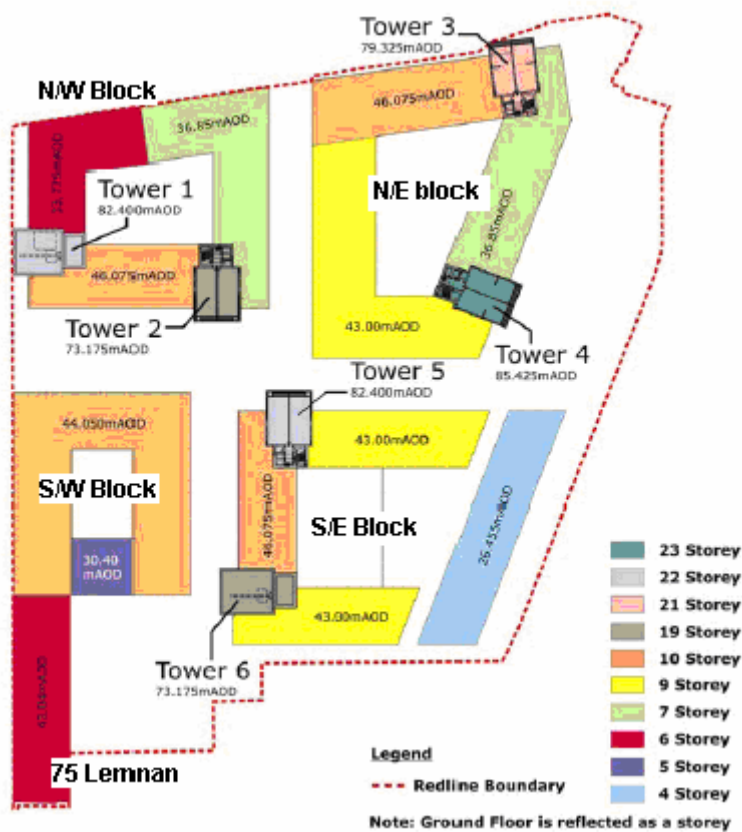 Tower 3
79.325mAOD
N/W Block
46.075mAOD
36.85mAOD
Tower 1
82.400mAOD
N/E block
36.85mAOD
46.075mAOD
Tower 2
73.175mAOD
43.00mAOD
Tower 4
85.425mAOD
Tower 5
82.400mAOD
44.050mAOD
43.00mAOD
S/W Block
46.075mAOD
S/E Block
26.455mAOD
30.40
mAOD
43.00mAOD
Tower 6
73.175mAOD
75 Lemnan
23 Storey
22 Storey
21 Storey
19 Storey
10 Storey
9 Storey
7 Storey
6 Storey
5 Storey
4 Storey
Legend
Redline Boundary
Note: Ground Floor is reflected as a storey